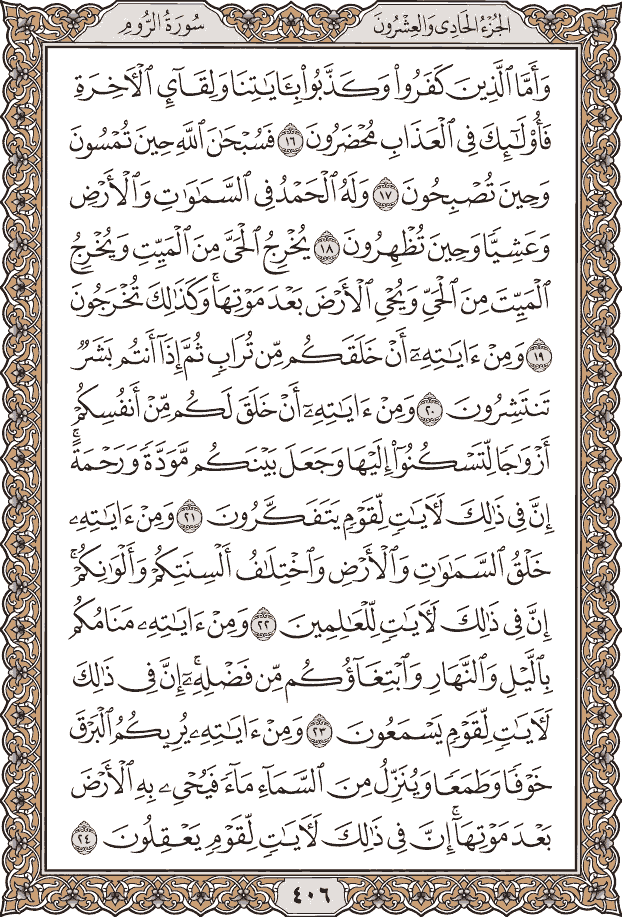 الجُزْءُ الحَادِي وَالعِشْرُونَ
سُورَةُ الرُّومِ
وَأَمَّا ٱلَّذِينَ كَفَرُواْ وَكَذَّبُواْ بِـَٔايَٰتِنَا وَلِقَآيِٕ ٱلْأٓخِرَةِ
فَأُوْلَٰٓئِكَ فِى ٱلْعَذَابِ مُحْضَرُونَ ١٦ فَسُبْحَٰنَ ٱللَّهِ حِينَ تُمْسُونَ
وَحِينَ تُصْبِحُونَ ١٧ وَلَهُ ٱلْحَمْدُ فِى ٱلسَّمَٰوَٰتِ وَٱلْأَرْضِ
وَعَشِيًّا وَحِينَ تُظْهِرُونَ ١٨ يُخْرِجُ ٱلْحَىَّ مِنَ ٱلْمَيِّتِ وَيُخْرِجُ
ٱلْمَيِّتَ مِنَ ٱلْحَىِّ وَيُحْىِ ٱلْأَرْضَ بَعْدَ مَوْتِهَا ۚ وَكَذَٰلِكَ تُخْرَجُونَ
١٩ وَمِنْ ءَايَٰتِهِۦٓ أَنْ خَلَقَكُم مِّن تُرَابٍ ثُمَّ إِذَآ أَنتُم بَشَرٌ
تَنتَشِرُونَ ٢٠ وَمِنْ ءَايَٰتِهِۦٓ أَنْ خَلَقَ لَكُم مِّنْ أَنفُسِكُمْ
أَزْوَٰجًا لِّتَسْكُنُوٓاْ إِلَيْهَا وَجَعَلَ بَيْنَكُم مَّوَدَّةً وَرَحْمَةً ۚ
إِنَّ فِى ذَٰلِكَ لَأٓيَٰتٍ لِّقَوْمٍ يَتَفَكَّرُونَ ٢١ وَمِنْ ءَايَٰتِهِۦ
خَلْقُ ٱلسَّمَٰوَٰتِ وَٱلْأَرْضِ وَٱخْتِلَٰفُ أَلْسِنَتِكُمْ وَأَلْوَٰنِكُمْ ۚ
إِنَّ فِى ذَٰلِكَ لَأٓيَٰتٍ لِّلْعَٰلِمِينَ ٢٢ وَمِنْ ءَايَٰتِهِۦ مَنَامُكُم
بِٱلَّيْلِ وَٱلنَّهَارِ وَٱبْتِغَآؤُكُم مِّن فَضْلِهِۦٓ ۚ إِنَّ فِى ذَٰلِكَ
لَأٓيَٰتٍ لِّقَوْمٍ يَسْمَعُونَ ٢٣ وَمِنْ ءَايَٰتِهِۦ يُرِيكُمُ ٱلْبَرْقَ
خَوْفًا وَطَمَعًا وَيُنَزِّلُ مِنَ ٱلسَّمَآءِ مَآءً فَيُحْىِۦ بِهِ ٱلْأَرْضَ
بَعْدَ مَوْتِهَآ ۚ إِنَّ فِى ذَٰلِكَ لَأٓيَٰتٍ لِّقَوْمٍ يَعْقِلُونَ ٢٤
٤٠٦